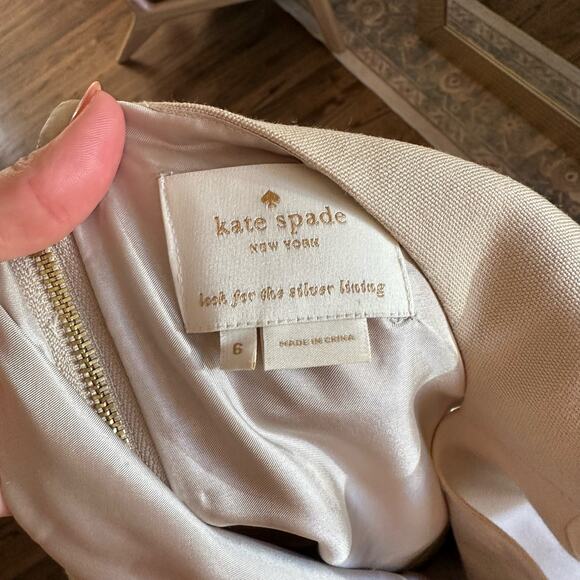 kate spade
NEW YORK
look for the silver lining
6
MADE IN CHINA